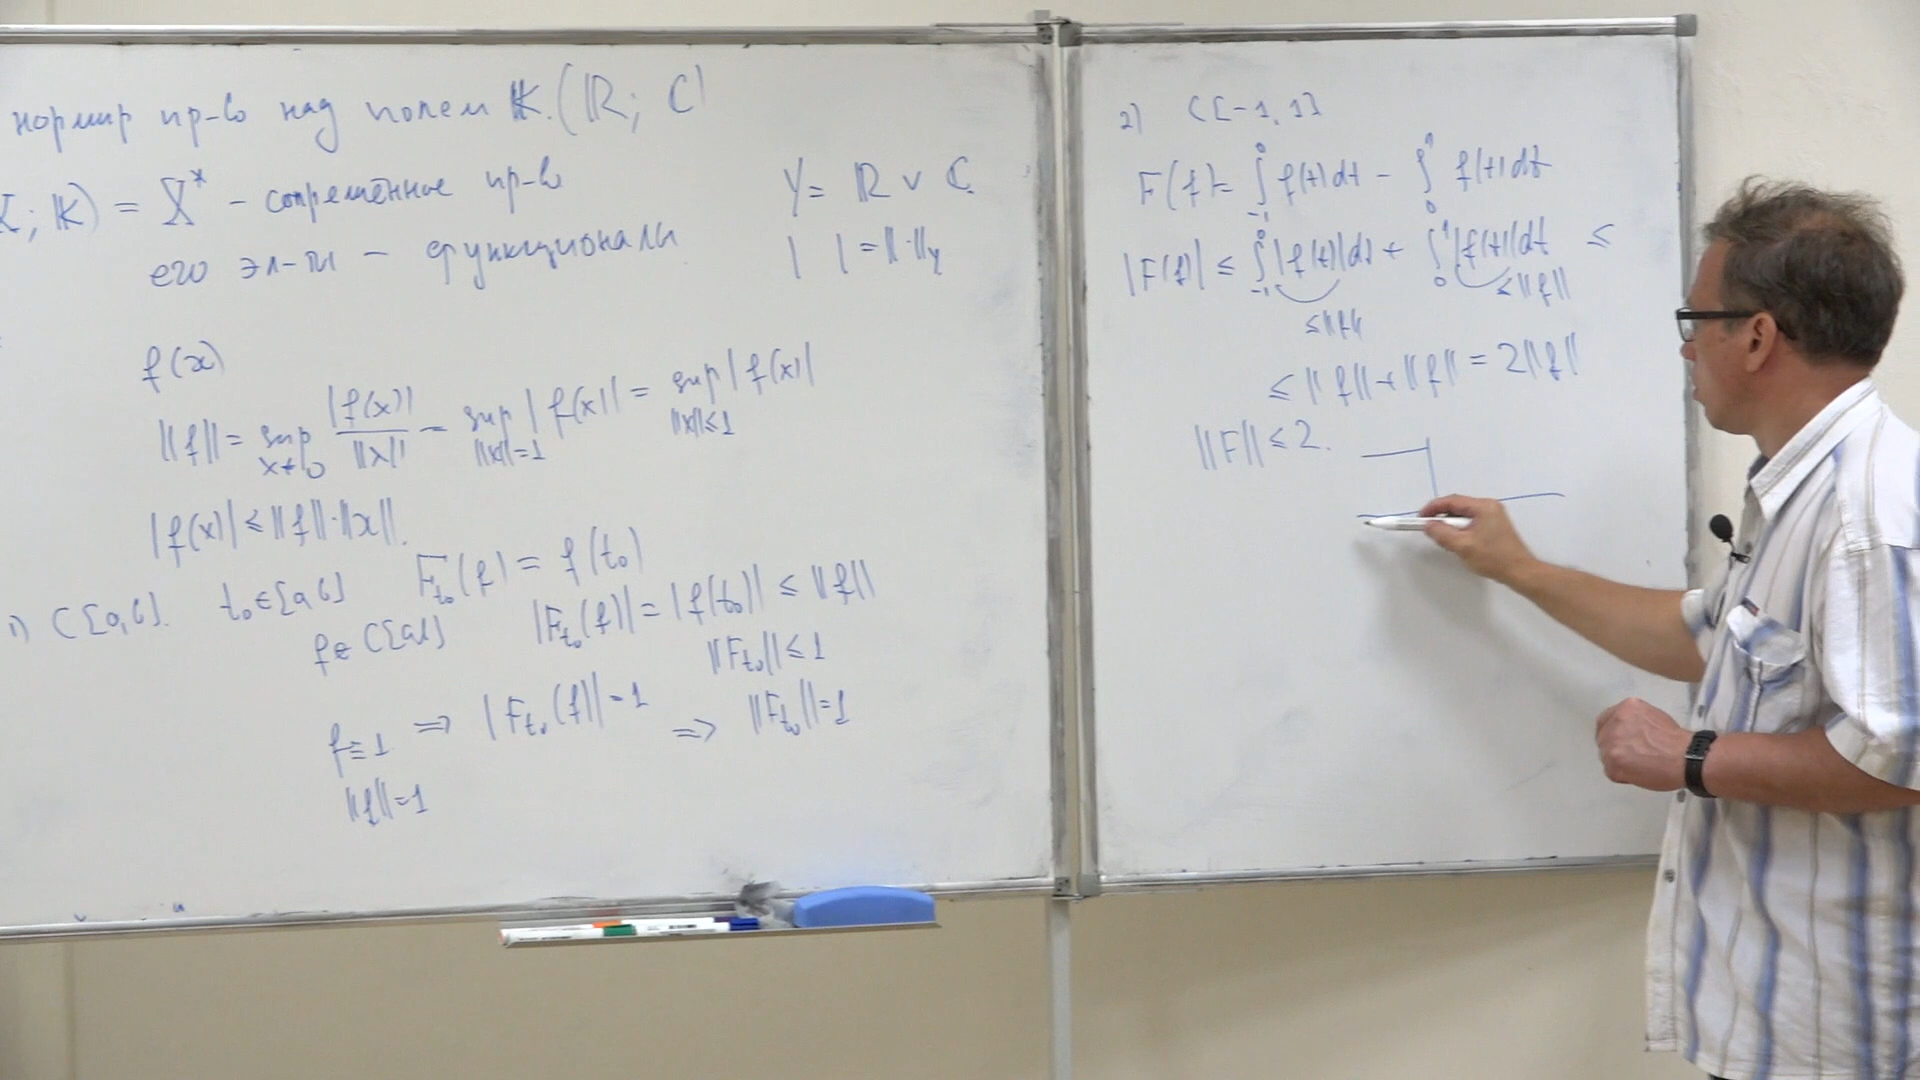 нормир пр-во над полем 𝕂. (ℝ; ℂ)
; 𝕂) = X* - сопряжённое пр-во
его эл-ты - функционалы
Y = ℝ ∨ ℂ.
| | = ||·||_Y
f(x)
||f|| = sup_{x≠0} |f(x)| / ||x|| = sup_{||x||=1} |f(x)| = sup_{||x||≤1} |f(x)|
|f(x)| ≤ ||f||·||x||.
1) C[a,b]. t₀∈[a b] F_{t₀}(f) = f(t₀)
f∈C[a b] |F_{t₀}(f)| = |f(t₀)| ≤ ||f||
||F_{t₀}|| ≤ 1
f≡1 ⇒ |F_{t₀}(f)| = 1 ⇒ ||F_{t₀}|| = 1
||f|| = 1
2) C[-1, 1]
F(f) = ∫_{-1}^{0} f(t)dt - ∫_{0}^{1} f(t)dt
|F(f)| ≤ ∫_{-1}^{0} |f(t)|dt + ∫_{0}^{1} |f(t)|dt ≤
≤||f|| ≤||f||
≤ ||f|| + ||f|| = 2||f||
||F|| ≤ 2.